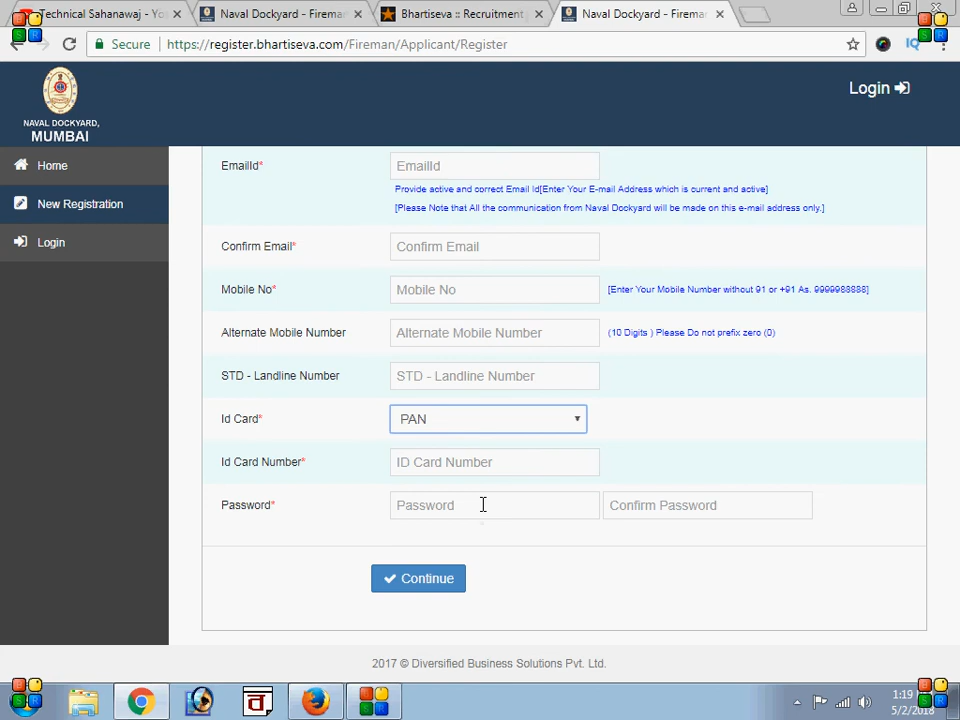 Technical Sahanawaj - Yo
Naval Dockyard - Fireman
Bhartiseva :: Recruitment
Naval Dockyard - Fireman
Secure
https://register.bhartiseva.com/Fireman/Applicant/Register
IQ
NAVAL DOCKYARD,
MUMBAI
Login
Home
New Registration
Login
EmailId*
EmailId
Provide active and correct Email Id[Enter Your E-mail Address which is current and active]
[Please Note that All the communication from Naval Dockyard will be made on this e-mail address only.]
Confirm Email*
Confirm Email
Mobile No*
Mobile No
[Enter Your Mobile Number without 91 or +91 As. 9999988888]
Alternate Mobile Number
Alternate Mobile Number
(10 Digits ) Please Do not prefix zero (0)
STD - Landline Number
STD - Landline Number
Id Card*
PAN
Id Card Number*
ID Card Number
Password*
Password
Confirm Password
Continue
2017 © Diversified Business Solutions Pvt. Ltd.
1:19
5/2/2018